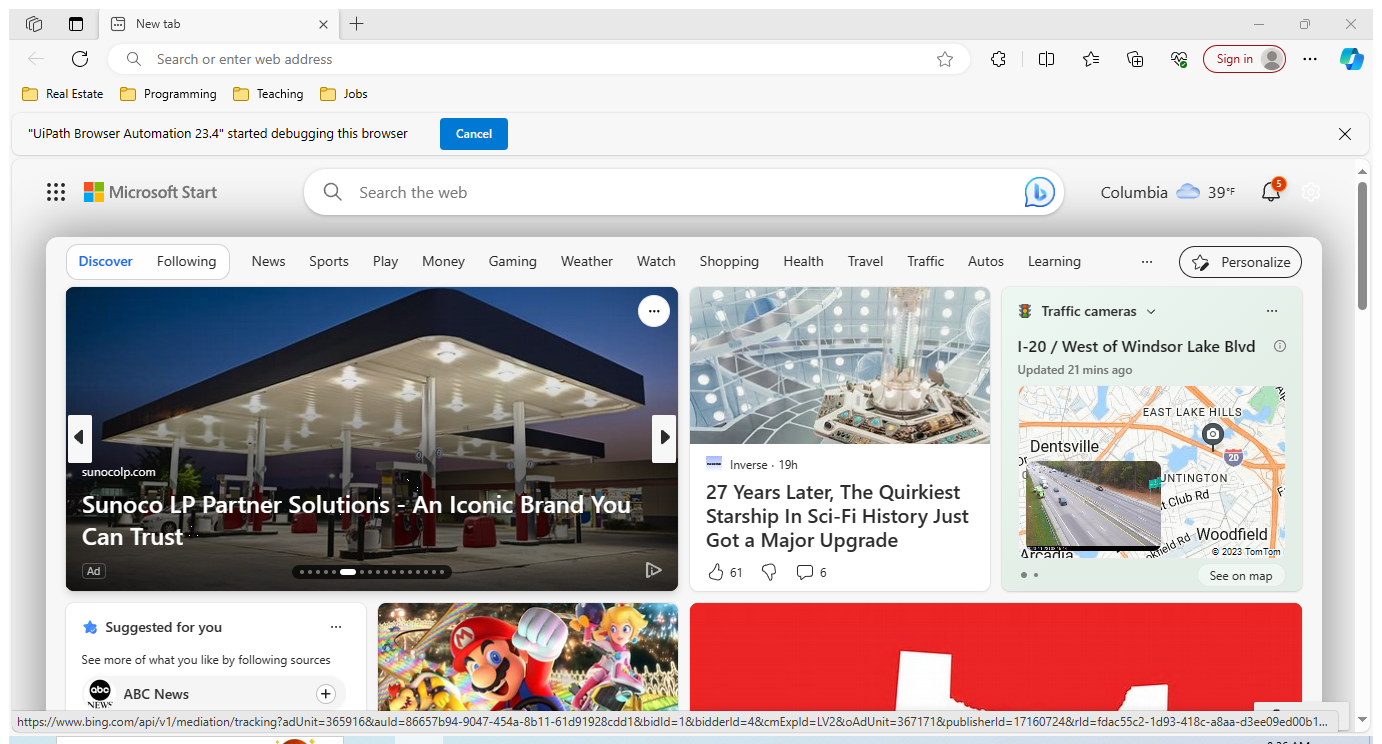 New tab
Search or enter web address
Sign in
Real Estate
Programming
Teaching
Jobs
"UiPath Browser Automation 23.4" started debugging this browser
Cancel
Microsoft Start
Search the web
Columbia
39°F
5
Discover
Following
News
Sports
Play
Money
Gaming
Weather
Watch
Shopping
Health
Travel
Traffic
Autos
Learning
Personalize
sunocolp.com
Sunoco LP Partner Solutions - An Iconic Brand You
Can Trust
Ad
Inverse · 19h
27 Years Later, The Quirkiest
Starship In Sci-Fi History Just
Got a Major Upgrade
61
6
Traffic cameras
I-20 / West of Windsor Lake Blvd
Updated 21 mins ago
EAST LAKE HILLS
Dentsville
20
HUNTINGTON
t Club Rd
Woodfield
kfield Rd
Arcadia
© 2023 TomTom
See on map
Suggested for you
See more of what you like by following sources
abc
NEWS
ABC News
https://www.bing.com/api/v1/mediation/tracking?adUnit=365916&auId=86657b94-9047-454a-8b11-61d91928cdd1&bidId=1&bidderId=4&cmExpId=LV2&oAdUnit=367171&publisherId=17160724&rId=fdac55c2-1d93-418c-a8aa-d3ee09ed00b1...